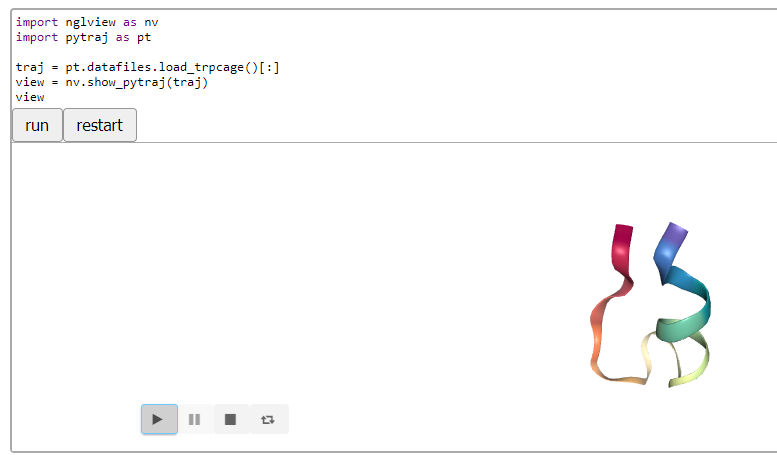 import nglview as nv
import pytraj as pt
traj = pt.datafiles.load_trpcage()[:]
view = nv.show_pytraj(traj)
view
run restart